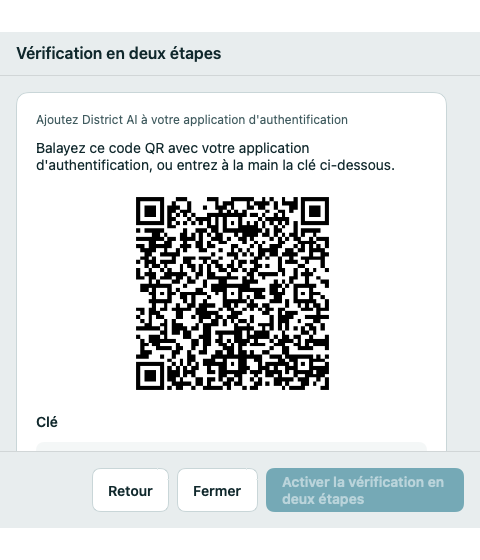 Vérification en deux étapes
Ajoutez District AI à votre application d'authentification
Balayez ce code QR avec votre application
d'authentification, ou entrez à la main la clé ci-dessous.
Clé
Retour
Fermer
Activer la vérification en
deux étapes